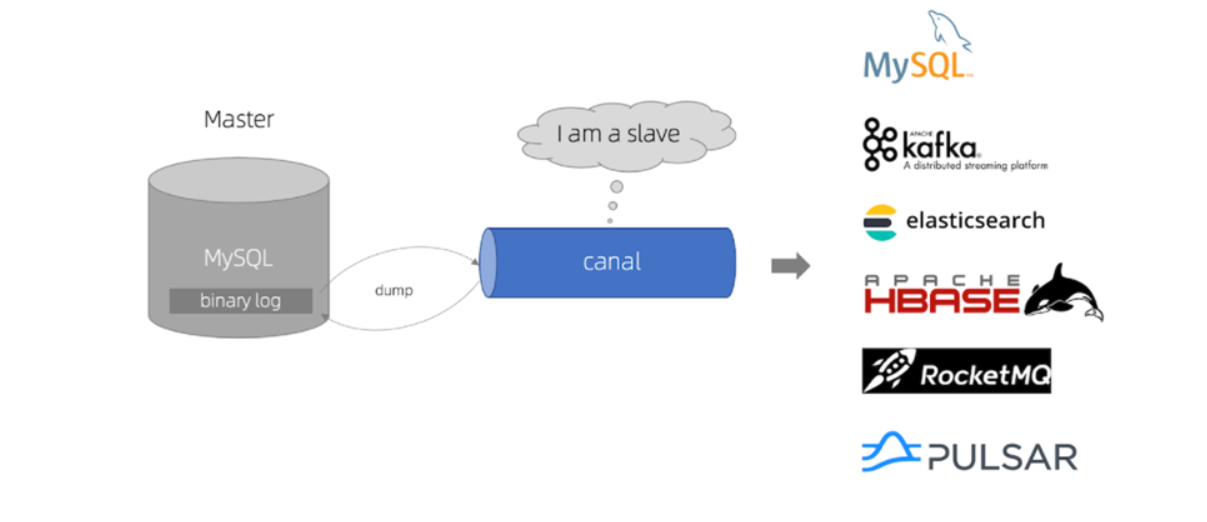 Master
MySQL
binary log
dump
I am a slave
canal
MySQL
APACHE
kafka
A distributed streaming platform
elasticsearch
APACHE
HBASE
RocketMQ
PULSAR